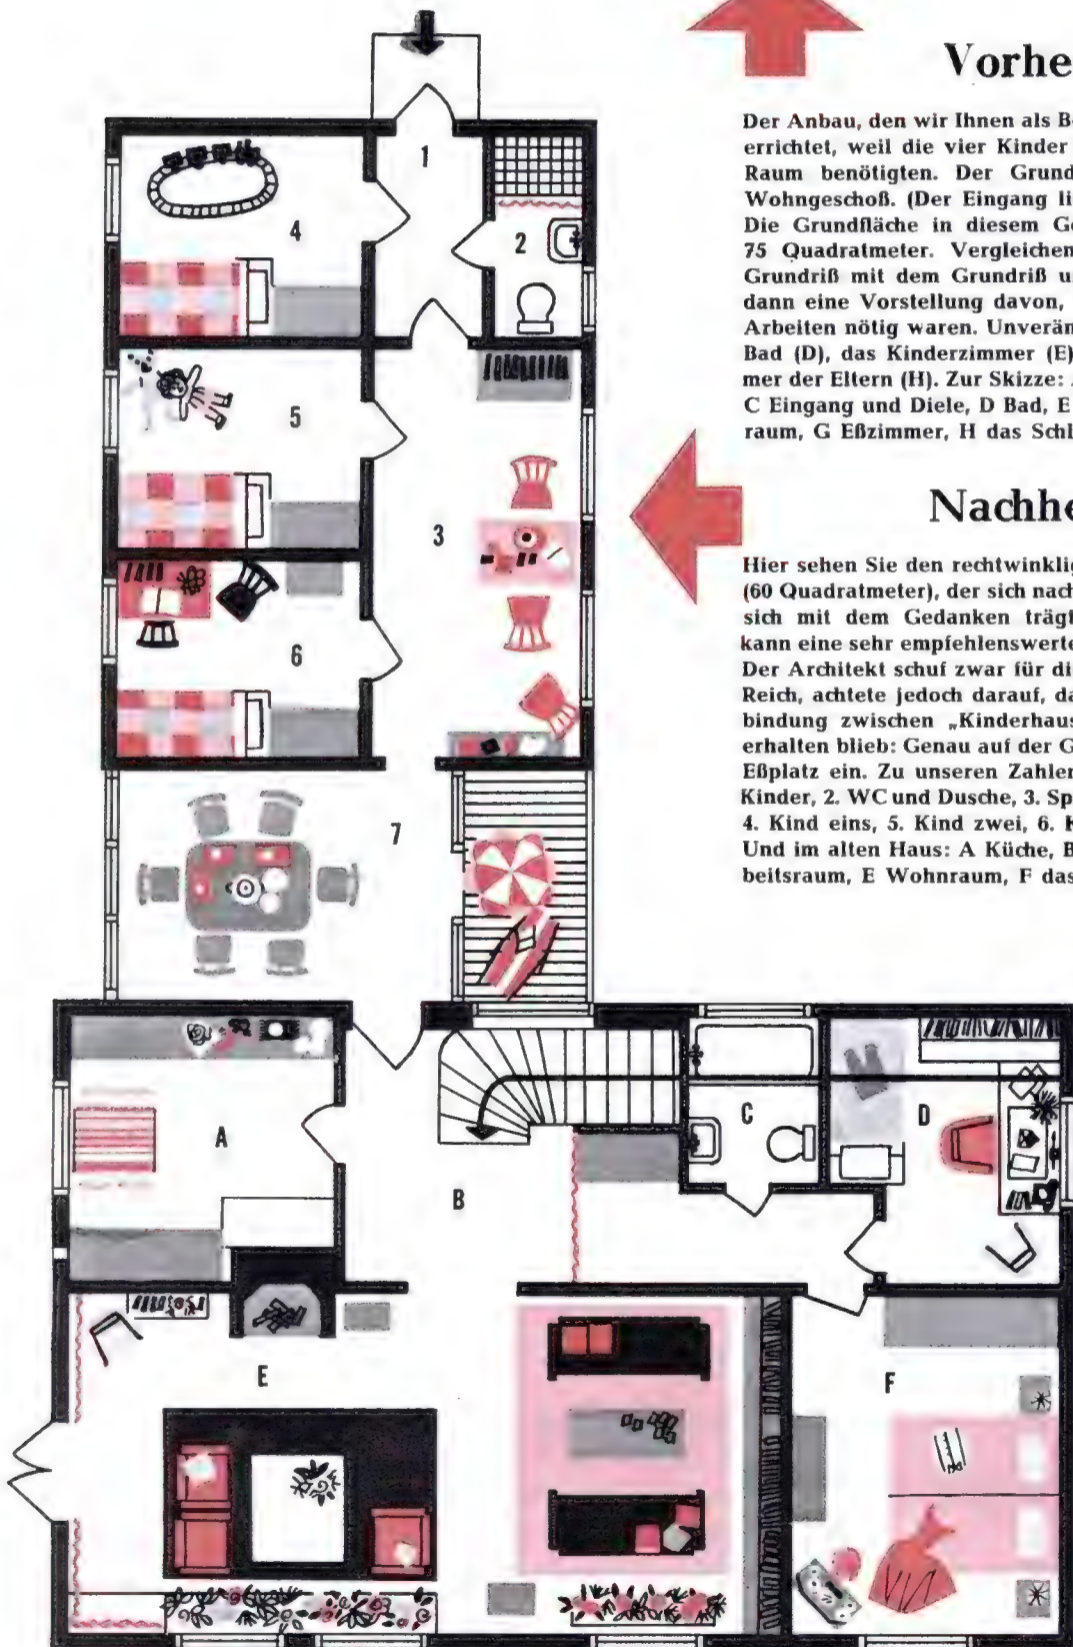 Vorhe
Der Anbau, den wir Ihnen als B
errichtet, weil die vier Kinder
Raum benötigten. Der Grund
Wohngeschoß. (Der Eingang li
Die Grundfläche in diesem G
75 Quadratmeter. Vergleichen
Grundriß mit dem Grundriß u
dann eine Vorstellung davon,
Arbeiten nötig waren. Unverän
Bad (D), das Kinderzimmer (E)
mer der Eltern (H). Zur Skizze:
C Eingang und Diele, D Bad, E
raum, G Eßzimmer, H das Schl
Nachhe
Hier sehen Sie den rechtwinklig
(60 Quadratmeter), der sich nach
sich mit dem Gedanken trägt
kann eine sehr empfehlenswerte
Der Architekt schuf zwar für di
Reich, achtete jedoch darauf, da
bindung zwischen „Kinderhaus
erhalten blieb: Genau auf der G
Eßplatz ein. Zu unseren Zahlen
Kinder, 2. WC und Dusche, 3. Sp
4. Kind eins, 5. Kind zwei, 6. K
Und im alten Haus: A Küche, B
beitsraum, E Wohnraum, F das
1
2
4
5
3
6
7
A
B
C
D
E
F